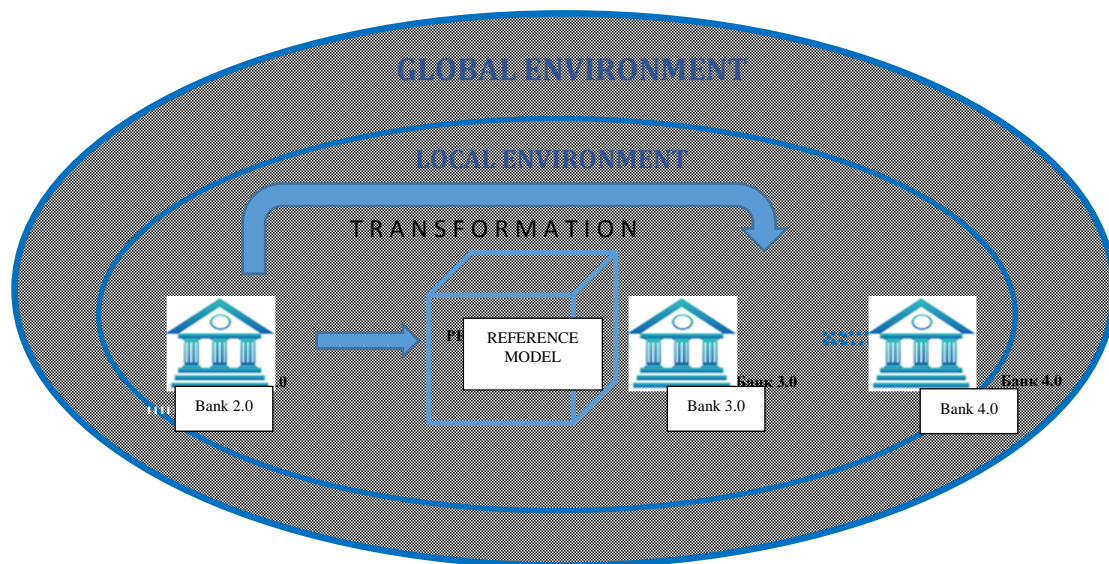 GLOBAL ENVIRONMENT
LOCAL ENVIRONMENT
TRANSFORMATION
REFERENCE
MODEL
Bank 2.0
Банк 3.0
Bank 3.0
Банк 4.0
Bank 4.0